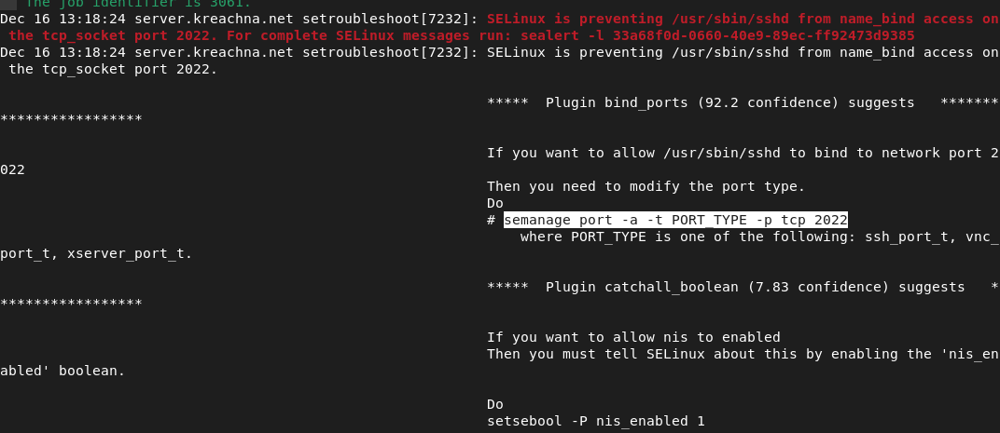 The job identifier is 3061.
Dec 16 13:18:24 server.kreachna.net setroubleshoot[7232]: SELinux is preventing /usr/sbin/sshd from name_bind access on
the tcp_socket port 2022. For complete SELinux messages run: sealert -l 33a68f0d-0660-40e9-89ec-ff92473d9385
Dec 16 13:18:24 server.kreachna.net setroubleshoot[7232]: SELinux is preventing /usr/sbin/sshd from name_bind access on
the tcp_socket port 2022.
***** Plugin bind_ports (92.2 confidence) suggests *******
*****************
If you want to allow /usr/sbin/sshd to bind to network port 2
022
Then you need to modify the port type.
Do
# semanage port -a -t PORT_TYPE -p tcp 2022
where PORT_TYPE is one of the following: ssh_port_t, vnc_
port_t, xserver_port_t.
***** Plugin catchall_boolean (7.83 confidence) suggests *
*****************
If you want to allow nis to enabled
Then you must tell SELinux about this by enabling the 'nis_en
abled' boolean.
Do
setsebool -P nis_enabled 1